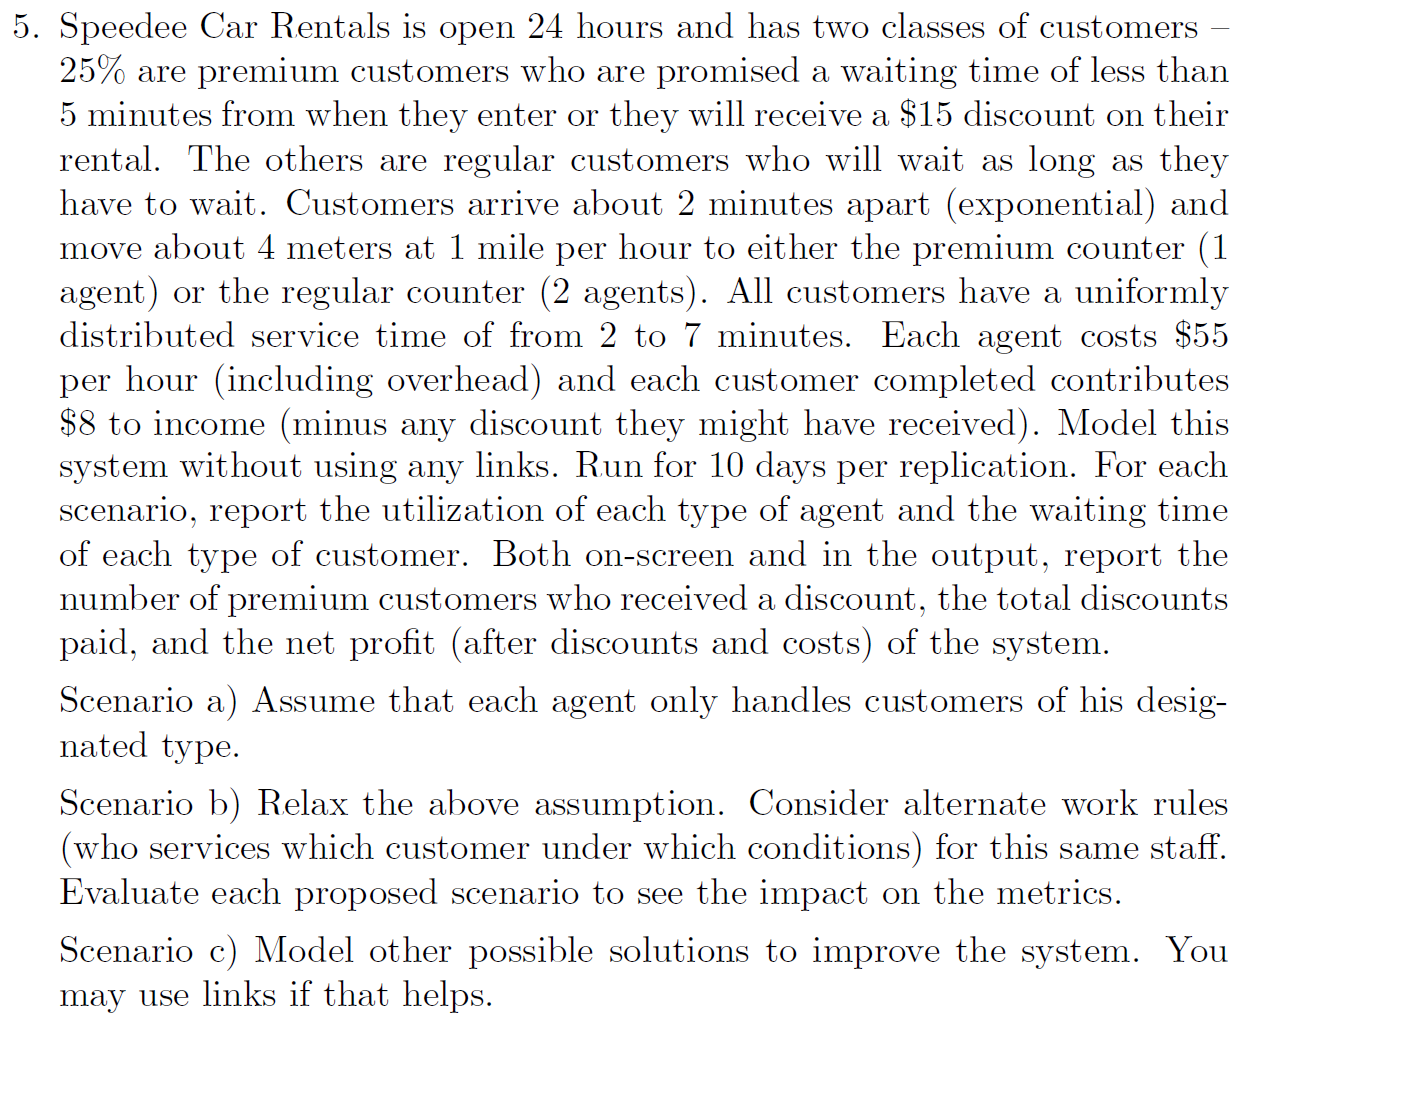 5. Speedee Car Rentals is open 24 hours and has two classes of customers –
25% are premium customers who are promised a waiting time of less than
5 minutes from when they enter or they will receive a $15 discount on their
rental. The others are regular customers who will wait as long as they
have to wait. Customers arrive about 2 minutes apart (exponential) and
move about 4 meters at 1 mile per hour to either the premium counter (1
agent) or the regular counter (2 agents). All customers have a uniformly
distributed service time of from 2 to 7 minutes. Each agent costs $55
per hour (including overhead) and each customer completed contributes
$8 to income (minus any discount they might have received). Model this
system without using any links. Run for 10 days per replication. For each
scenario, report the utilization of each type of agent and the waiting time
of each type of customer. Both on-screen and in the output, report the
number of premium customers who received a discount, the total discounts
paid, and the net profit (after discounts and costs) of the system.
Scenario a) Assume that each agent only handles customers of his desig-
nated type.
Scenario b) Relax the above assumption. Consider alternate work rules
(who services which customer under which conditions) for this same staff.
Evaluate each proposed scenario to see the impact on the metrics.
Scenario c) Model other possible solutions to improve the system. You
may use links if that helps.